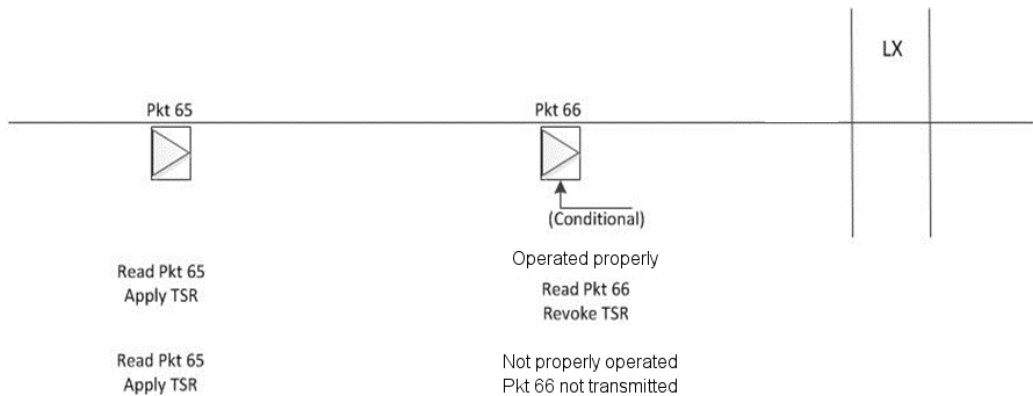 LX
Pkt 65
Pkt 66
(Conditional)
Operated properly
Read Pkt 65
Apply TSR
Read Pkt 66
Revoke TSR
Read Pkt 65
Apply TSR
Not properly operated
Pkt 66 not transmitted